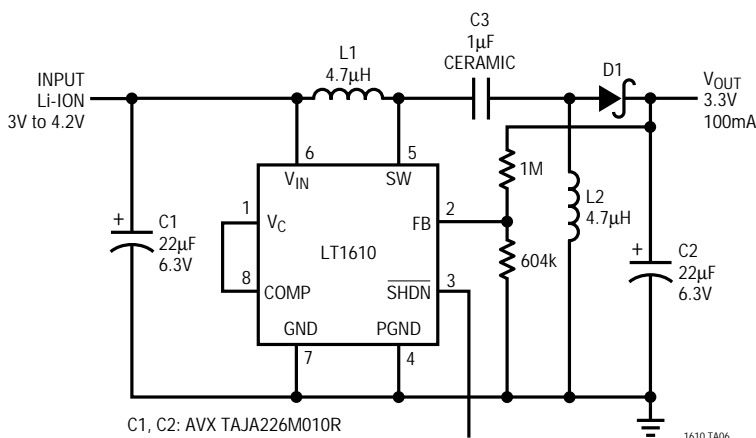 C3
1µF
CERAMIC
L1
4.7µH
D1
INPUT
Li-ION
3V to 4.2V
VOUT
3.3V
100mA
6
5
VIN
SW
1M
L2
4.7µH
1
VC
FB
2
+
C1
22µF
6.3V
LT1610
604k
+
C2
22µF
6.3V
8
COMP
SHDN
3
GND
PGND
7
4
C1, C2: AVX TAJA226M010R
1610 TA06